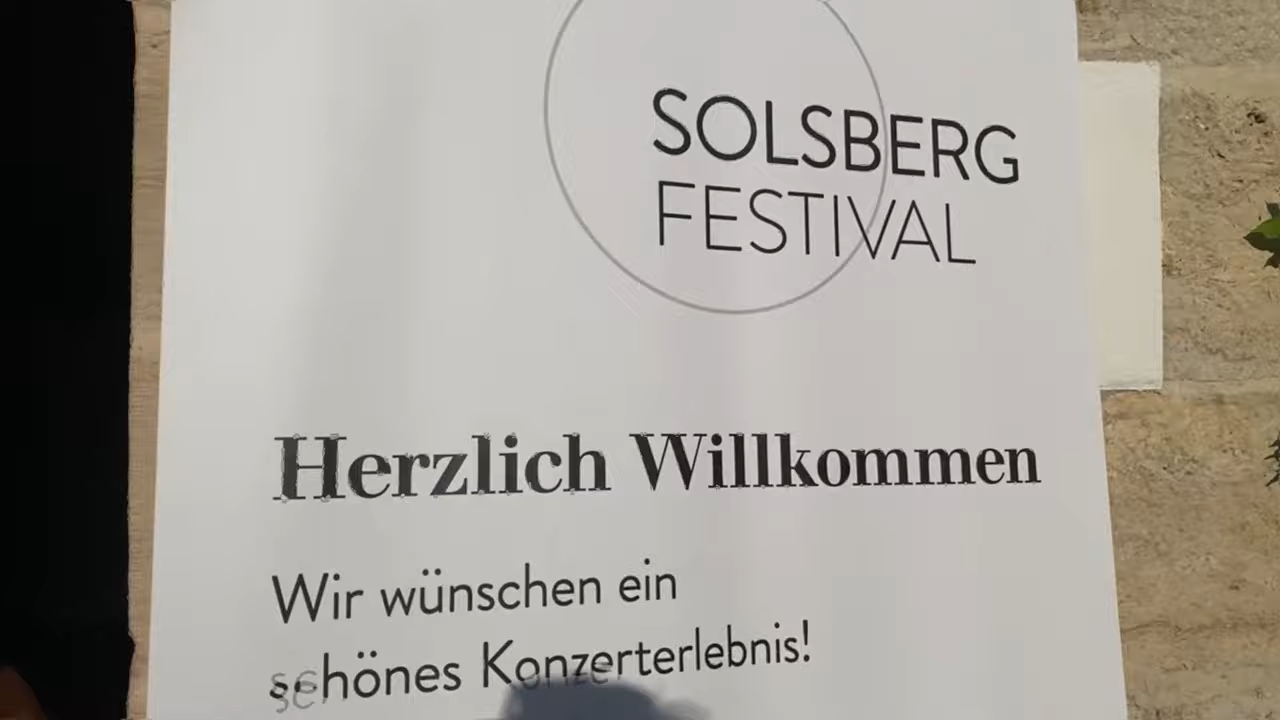 SOLSBERG
FESTIVAL
Herzlich Willkommen
Wir wünschen ein
schönes Konzerterlebnis!